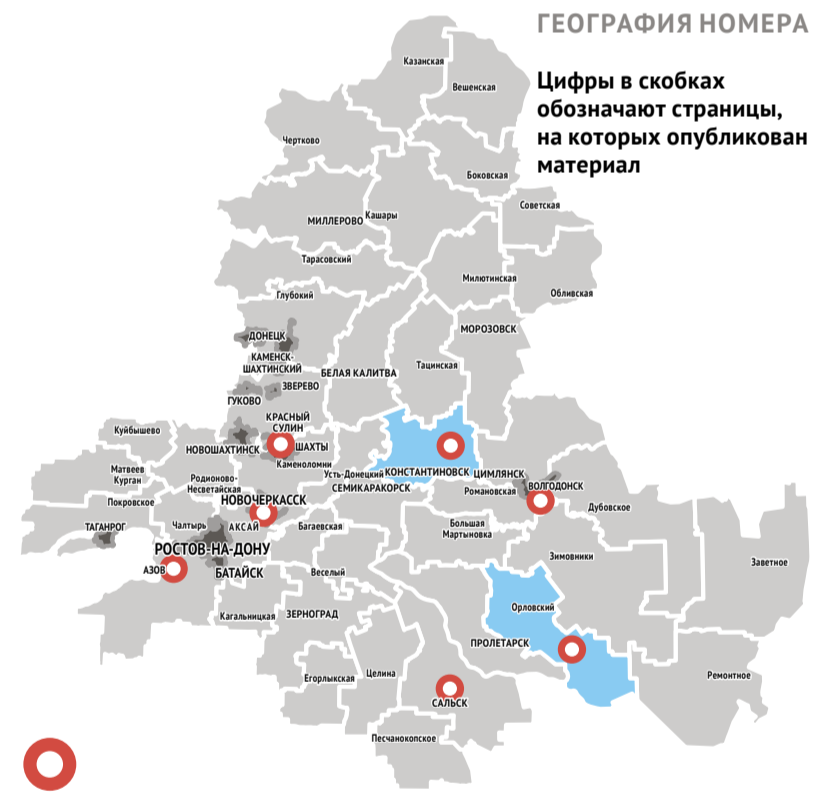 ГЕОГРАФИЯ НОМЕРА
Цифры в скобках
обозначают страницы,
на которых опубликован
материал
Казанская
Вешенская
Чертково
Боковская
Советская
МИЛЛЕРОВО
Кашары
Тарасовский
Милютинская
Обливская
Глубокий
МОРОЗОВСК
ДОНЕЦК
КАМЕНСК-
ШАХТИНСКИЙ
БЕЛАЯ КАЛИТВА
Тацинская
ЗВЕРЕВО
ГУКОВО
КРАСНЫЙ
СУЛИН
Куйбышево
НОВОШАХТИНСК
ШАХТЫ
Каменоломни
Матвеев
Курган
Родионово-
Несветайская
Усть-Донецкий
КОНСТАНТИНОВСК
ЦИМЛЯНСК
СЕМИКАРАКОРСК
Романовская
ВОЛГОДОНСК
Покровское
НОВОЧЕРКАССК
Дубовское
ТАГАНРОГ
Чалтырь
АКСАЙ
Багаевская
Большая
Мартыновка
РОСТОВ-НА-ДОНУ
Зимовники
Заветное
АЗОВ
БАТАЙСК
Веселый
Орловский
Кагальницкая
ЗЕРНОГРАД
ПРОЛЕТАРСК
Егорлыкская
Целина
Ремонтное
САЛЬСК
Песчанокопское